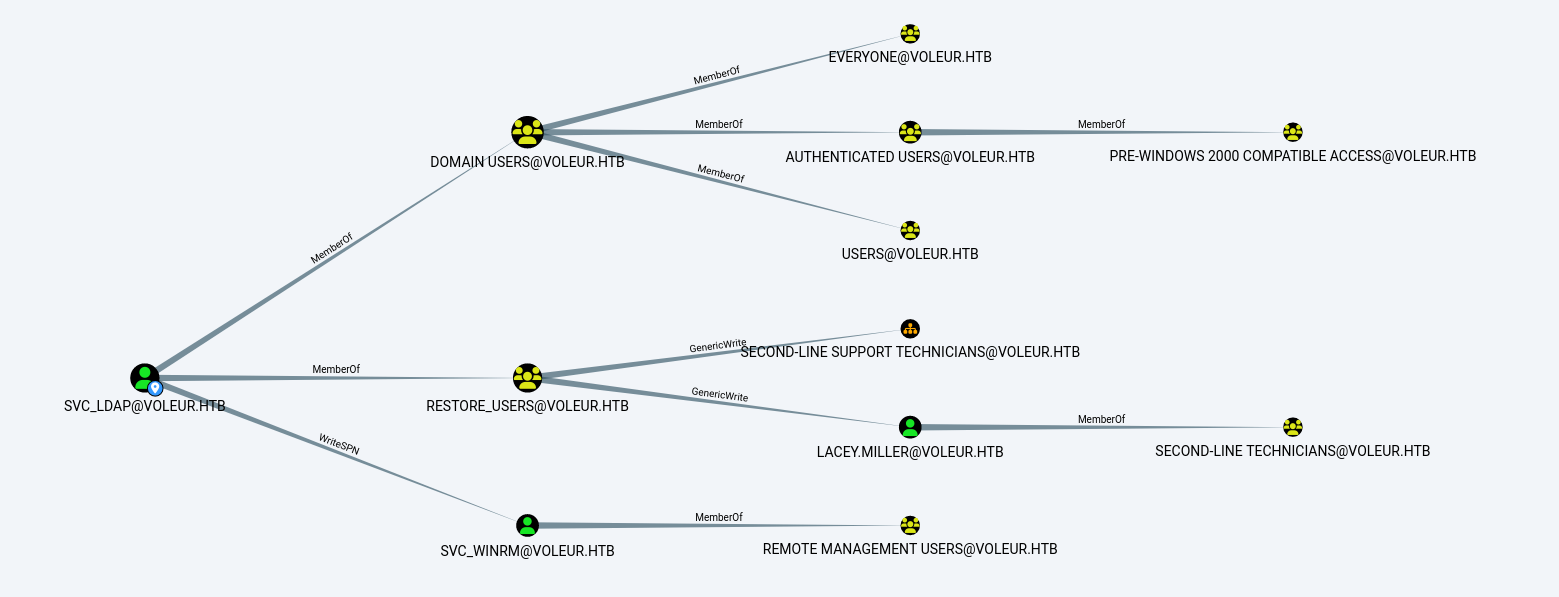 EVERYONE@VOLEUR.HTB
MemberOf
MemberOf
MemberOf
DOMAIN USERS@VOLEUR.HTB
AUTHENTICATED USERS@VOLEUR.HTB
PRE-WINDOWS 2000 COMPATIBLE ACCESS@VOLEUR.HTB
MemberOf
MemberOf
USERS@VOLEUR.HTB
GenericWrite
SECOND-LINE SUPPORT TECHNICIANS@VOLEUR.HTB
MemberOf
GenericWrite
SVC_LDAP@VOLEUR.HTB
RESTORE_USERS@VOLEUR.HTB
MemberOf
WriteSPN
LACEY.MILLER@VOLEUR.HTB
SECOND-LINE TECHNICIANS@VOLEUR.HTB
MemberOf
SVC_WINRM@VOLEUR.HTB
REMOTE MANAGEMENT USERS@VOLEUR.HTB